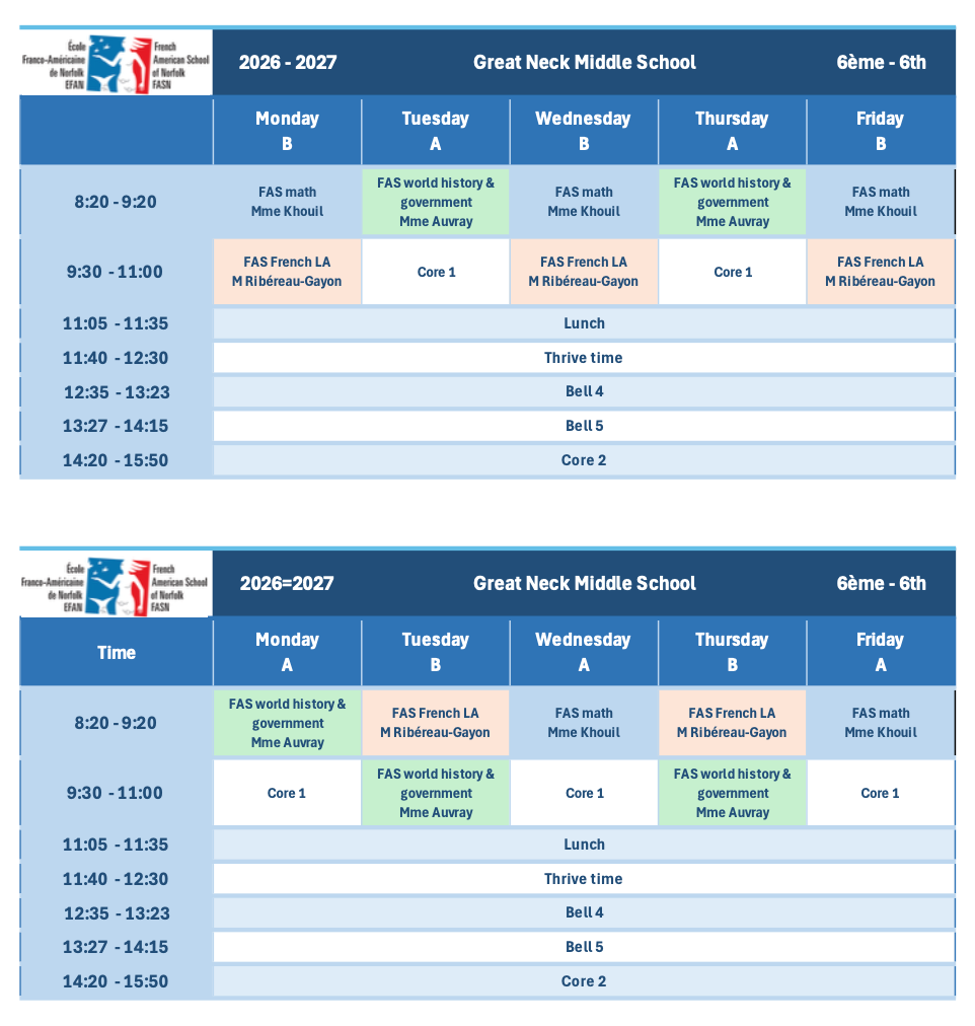 École
Franco-Américaine
de Norfolk
EFAN
French
American School
of Norfolk
FASN
2026 - 2027
Great Neck Middle School
6ème - 6th
Monday
B
Tuesday
A
Wednesday
B
Thursday
A
Friday
B
8:20 - 9:20
FAS math
Mme Khouil
FAS world history &
government
Mme Auvray
FAS math
Mme Khouil
FAS world history &
government
Mme Auvray
FAS math
Mme Khouil
9:30 - 11:00
FAS French LA
M Ribéreau-Gayon
Core 1
FAS French LA
M Ribéreau-Gayon
Core 1
FAS French LA
M Ribéreau-Gayon
11:05 - 11:35
Lunch
11:40 - 12:30
Thrive time
12:35 - 13:23
Bell 4
13:27 - 14:15
Bell 5
14:20 - 15:50
Core 2
École
Franco-Américaine
de Norfolk
EFAN
French
American School
of Norfolk
FASN
2026=2027
Great Neck Middle School
6ème - 6th
Time
Monday
A
Tuesday
B
Wednesday
A
Thursday
B
Friday
A
8:20 - 9:20
FAS world history &
government
Mme Auvray
FAS French LA
M Ribéreau-Gayon
FAS math
Mme Khouil
FAS French LA
M Ribéreau-Gayon
FAS math
Mme Khouil
9:30 - 11:00
Core 1
FAS world history &
government
Mme Auvray
Core 1
FAS world history &
government
Mme Auvray
Core 1
11:05 - 11:35
Lunch
11:40 - 12:30
Thrive time
12:35 - 13:23
Bell 4
13:27 - 14:15
Bell 5
14:20 - 15:50
Core 2